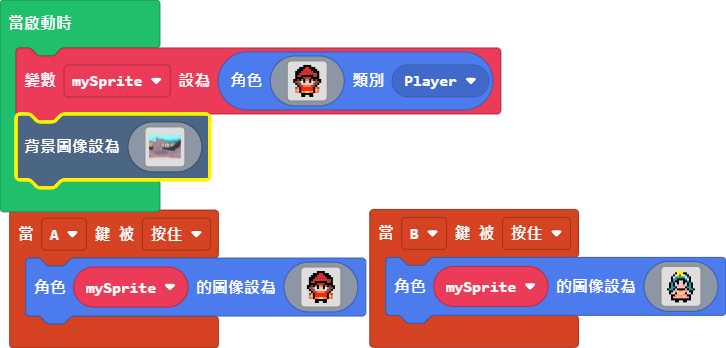 當啟動時
變數 mySprite 設為 角色 類別 Player
背景圖像設為
當 A 鍵 被 按住
角色 mySprite 的圖像設為
當 B 鍵 被 按住
角色 mySprite 的圖像設為